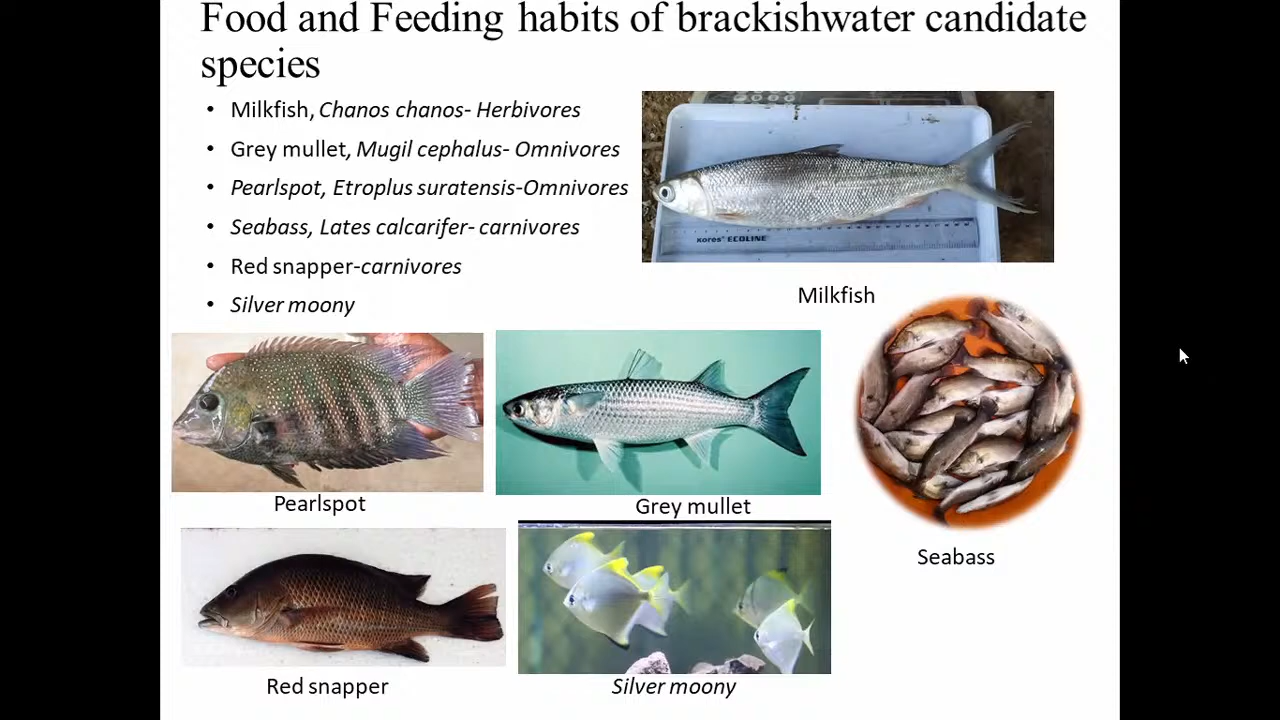 Food and Feeding habits of brackishwater candidate
species
• Milkfish, Chanos chanos- Herbivores
• Grey mullet, Mugil cephalus- Omnivores
• Pearlspot, Etroplus suratensis-Omnivores
• Seabass, Lates calcarifer- carnivores
• Red snapper-carnivores
• Silver moony
kores® ECOLINE
Milkfish
Pearlspot
Grey mullet
Seabass
Red snapper
Silver moony